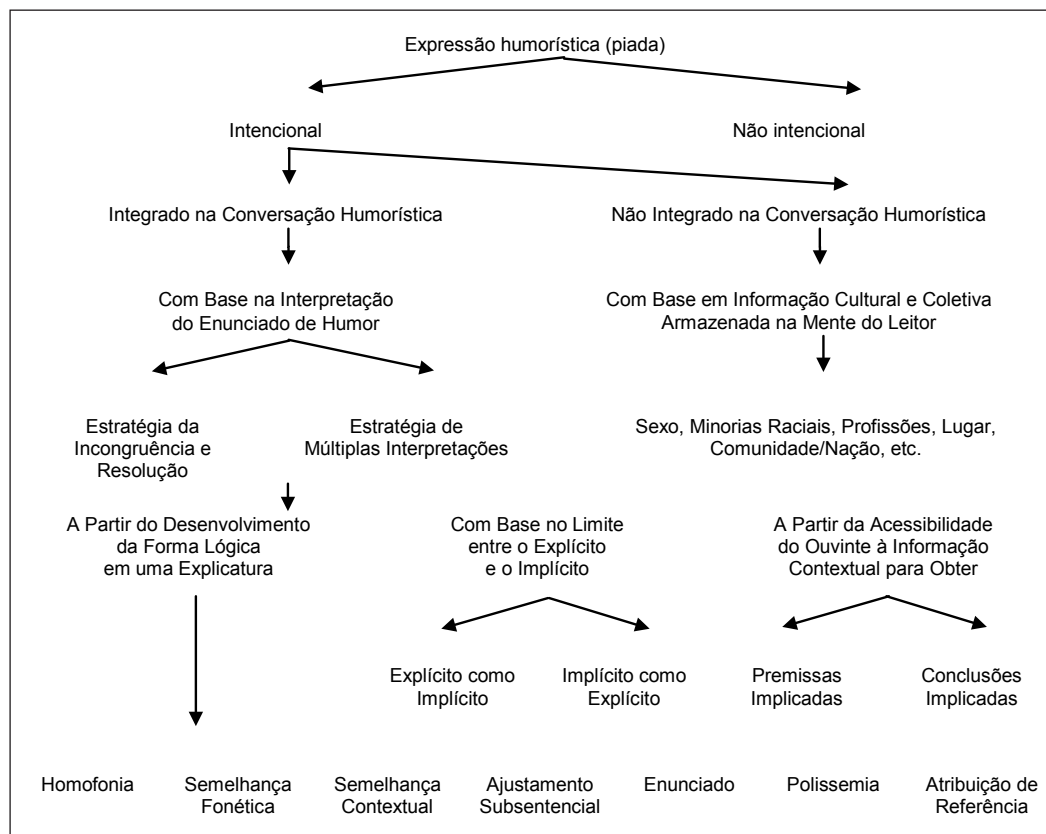 Expressão humorística (piada)
Intencional
Não intencional
Integrado na Conversação Humorística
Não Integrado na Conversação Humorística
Com Base na Interpretação
do Enunciado de Humor
Com Base em Informação Cultural e Coletiva
Armazenada na Mente do Leitor
Estratégia da
Incongruência e
Resolução
Estratégia de
Múltiplas Interpretações
Sexo, Minorias Raciais, Profissões, Lugar,
Comunidade/Nação, etc.
A Partir do Desenvolvimento
da Forma Lógica
em uma Explicatura
Com Base no Limite
entre o Explícito
e o Implícito
A Partir da Acessibilidade
do Ouvinte à Informação
Contextual para Obter
Explícito como
Implícito
Implícito como
Explícito
Premissas
Implicadas
Conclusões
Implicadas
Homofonia
Semelhança
Fonética
Semelhança
Contextual
Ajustamento
Subsentencial
Enunciado
Polissemia
Atribuição de
Referência